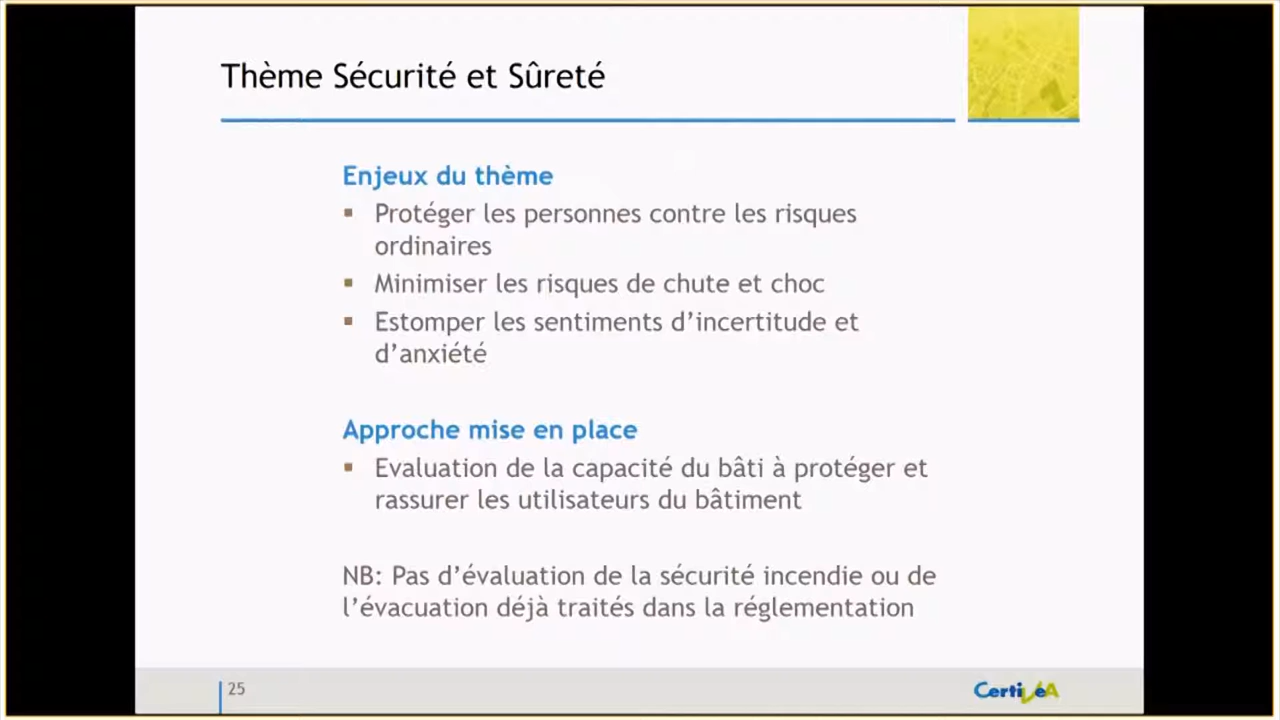 Thème Sécurité et Sûreté
Enjeux du thème
▪ Protéger les personnes contre les risques
ordinaires
▪ Minimiser les risques de chute et choc
▪ Estomper les sentiments d’incertitude et
d’anxiété
Approche mise en place
▪ Evaluation de la capacité du bâti à protéger et
rassurer les utilisateurs du bâtiment
NB: Pas d’évaluation de la sécurité incendie ou de
l’évacuation déjà traités dans la réglementation
25
CertiVéA